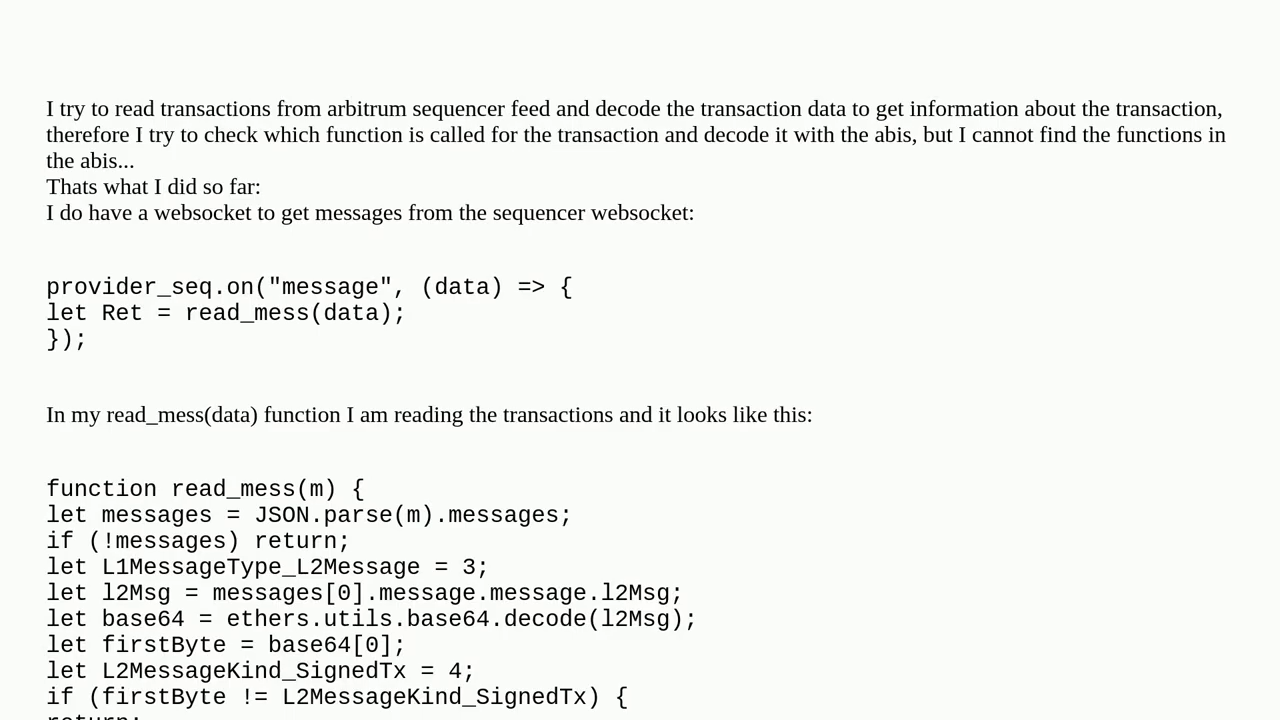 I try to read transactions from arbitrum sequencer feed and decode the transaction data to get information about the transaction,
therefore I try to check which function is called for the transaction and decode it with the abis, but I cannot find the functions in
the abis...
Thats what I did so far:
I do have a websocket to get messages from the sequencer websocket:
provider_seq.on("message", (data) => {
let Ret = read_mess(data);
});
In my read_mess(data) function I am reading the transactions and it looks like this:
function read_mess(m) {
let messages = JSON.parse(m).messages;
if (!messages) return;
let L1MessageType_L2Message = 3;
let l2Msg = messages[0].message.message.l2Msg;
let base64 = ethers.utils.base64.decode(l2Msg);
let firstByte = base64[0];
let L2MessageKind_SignedTx = 4;
if (firstByte != L2MessageKind_SignedTx) {
return;